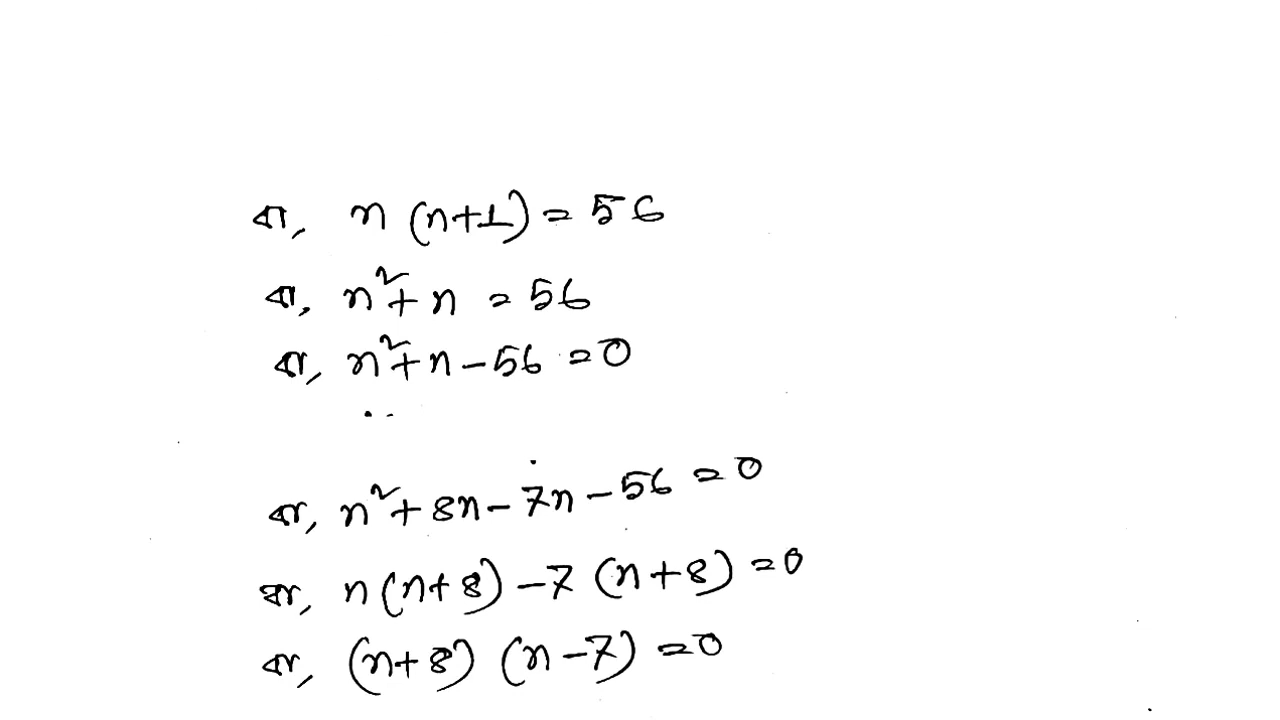 বা, n (n+1) = 56
বা, n²+n = 56
বা, n²+n-56 = 0
বা, n²+8n-7n-56 = 0
বা, n(n+8)-7(n+8) = 0
বা, (n+8) (n-7) = 0